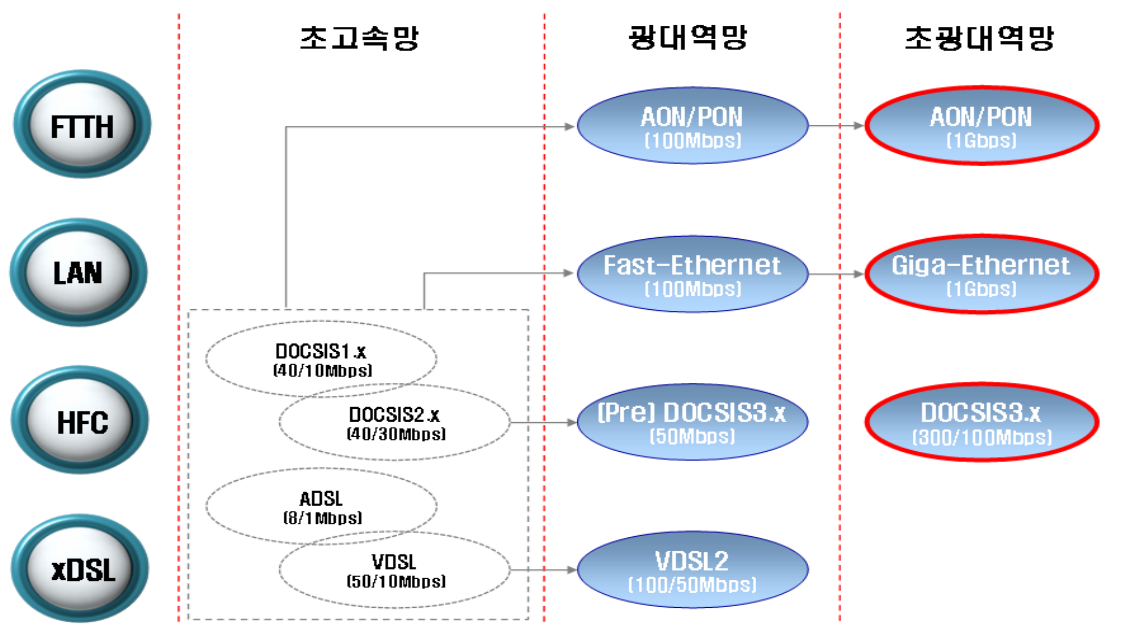 초고속망
광대역망
초광대역망
FTTH
AON/PON
(100Mbps)
AON/PON
(1Gbps)
LAN
Fast-Ethernet
(100Mbps)
Giga-Ethernet
(1Gbps)
HFC
DOCSIS1.x
(40/10Mbps)
DOCSIS2.x
(40/30Mbps)
(Pre) DOCSIS3.x
(50Mbps)
DOCSIS3.x
(300/100Mbps)
xDSL
ADSL
(8/1Mbps)
VDSL
(50/10Mbps)
VDSL2
(100/50Mbps)